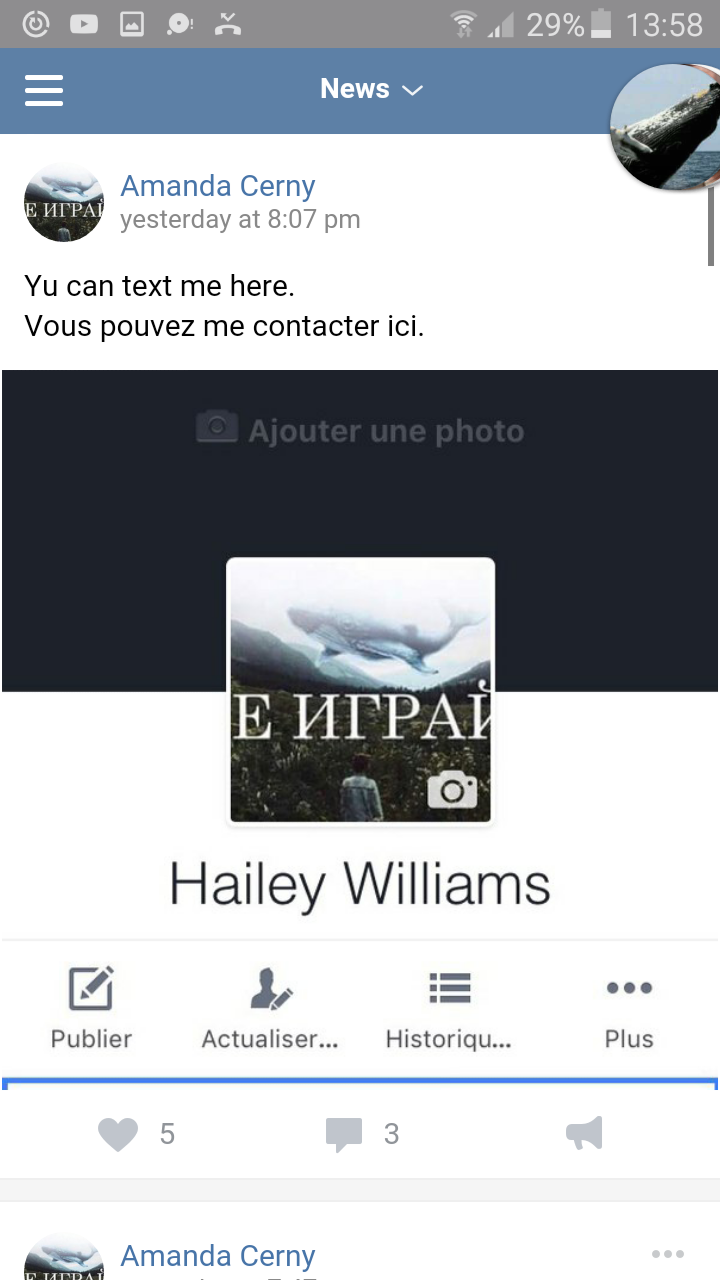 29% 13:58
News
Amanda Cerny
yesterday at 8:07 pm
Е ИГРАЙ
Yu can text me here.
Vous pouvez me contacter ici.
Ajouter une photo
Е ИГРАЙ
Hailey Williams
Publier Actualiser... Historiqu... Plus
5 3
Amanda Cerny